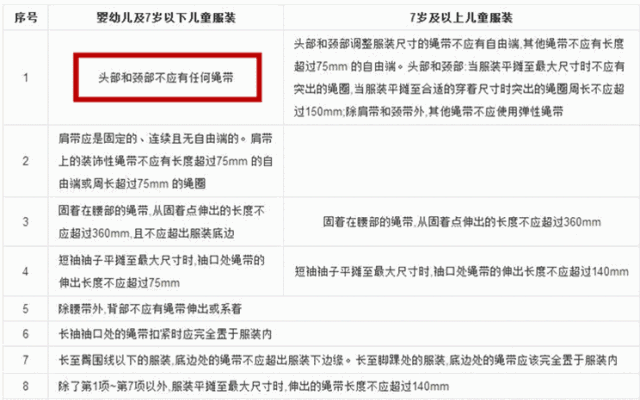 序号
婴幼儿及7岁以下儿童服装
7岁及以上儿童服装
1
头部和颈部不应有任何绳带
头部和颈部调整服装尺寸的绳带不应有自由端,其他绳带不应有长度
超过75mm 的自由端。头部和颈部:当服装平摊至最大尺寸时不应有
突出的绳圈,当服装平摊至合适的穿着尺寸时突出的绳圈周长不应超
过150mm;除肩带和颈带外,其他绳带不应使用弹性绳带
2
肩带应是固定的、连续且无自由端的。肩带
上的装饰性绳带不应有长度超过75mm 的自
由端或周长超过75mm 的绳圈
3
固着在腰部的绳带,从固着点伸出的长度不
应超过360mm,且不应超出服装底边
固着在腰部的绳带,从固着点伸出的长度不应超过360mm
4
短袖袖子平摊至最大尺寸时,袖口处绳带的
伸出长度不应超过75mm
短袖袖子平摊至最大尺寸时,袖口处绳带的伸出长度不应超过140mm
5
除腰带外,背部不应有绳带伸出或系着
6
长袖袖口处的绳带扣紧时应完全置于服装内
7
长至臀围线以下的服装,底边处的绳带不应超出服装下边缘。长至脚踝处的服装,底边处的绳带应该完全置于服装内
8
除了第1项~第7项以外,服装平摊至最大尺寸时,伸出的绳带长度不应超过140mm